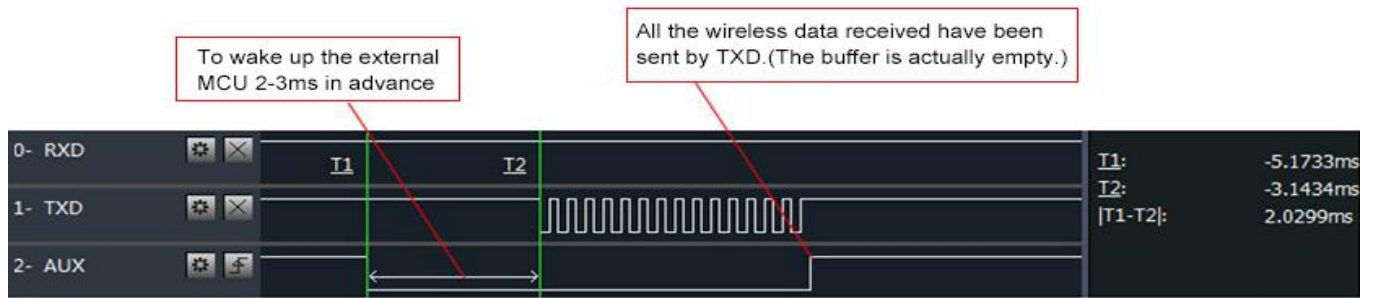 To wake up the external
MCU 2-3ms in advance
All the wireless data received have been
sent by TXD.(The buffer is actually empty.)
0- RXD
T1
T2
1- TXD
2- AUX
T1: -5.1733ms
T2: -3.1434ms
|T1-T2|: 2.0299ms